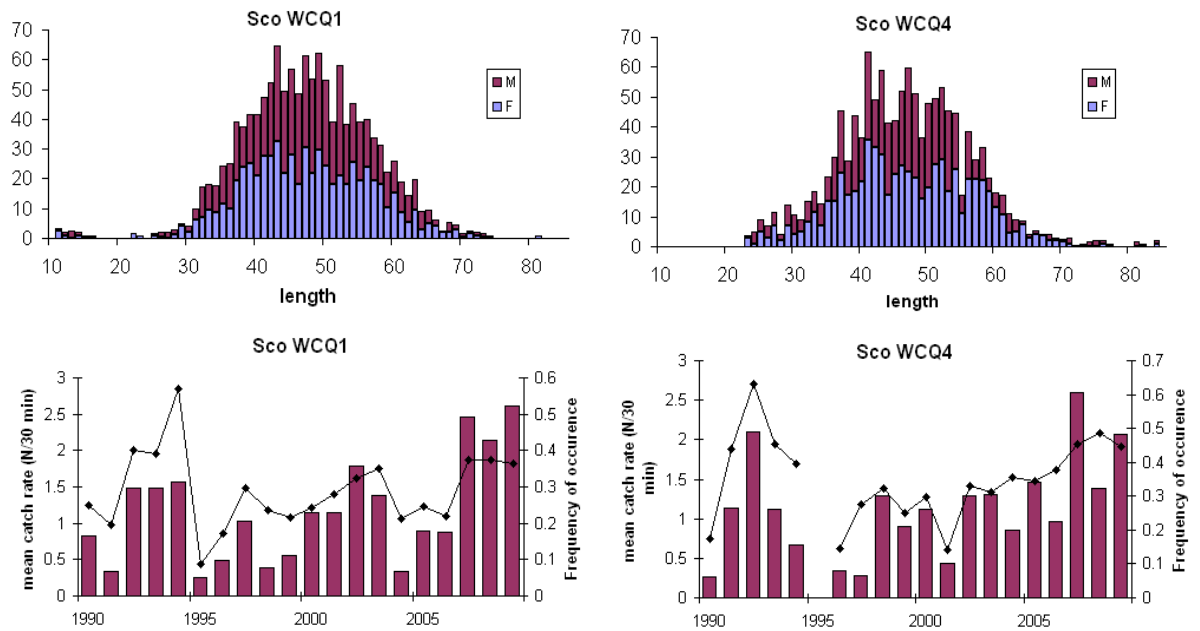 Sco WCQ1
70
60
50
40
30
20
10
0
M
F
10 20 30 40 50 60 70 80
length
Sco WCQ4
70
60
50
40
30
20
10
0
M
F
10 20 30 40 50 60 70 80
length
Sco WCQ1
mean catch rate (N/30 min)
3
2.5
2
1.5
1
0.5
0
0.6
0.5
0.4
0.3
0.2
0.1
0
Frequency of occurence
1990 1995 2000 2005
Sco WCQ4
mean catch rate (N/30
min)
3
2.5
2
1.5
1
0.5
0
0.7
0.6
0.5
0.4
0.3
0.2
0.1
0
Frequency of occurence
1990 1995 2000 2005